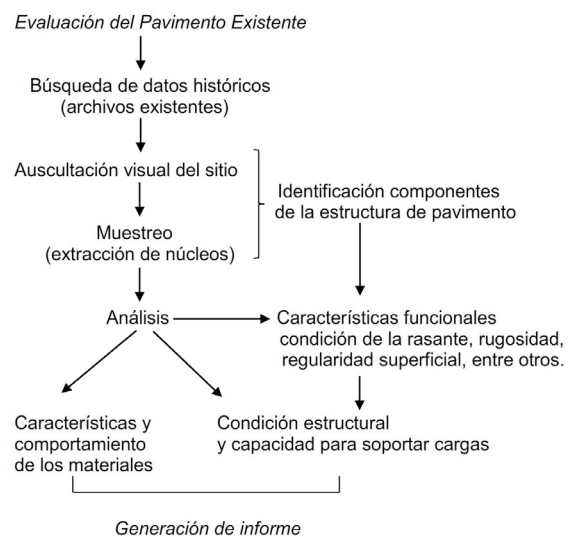 Evaluación del Pavimento Existente
Búsqueda de datos históricos
(archivos existentes)
Auscultación visual del sitio
Identificación componentes
de la estructura de pavimento
Muestreo
(extracción de núcleos)
Análisis
Características funcionales
condición de la rasante, rugosidad,
regularidad superficial, entre otros.
Características y
comportamiento
de los materiales
Condición estructural
y capacidad para soportar cargas
Generación de informe